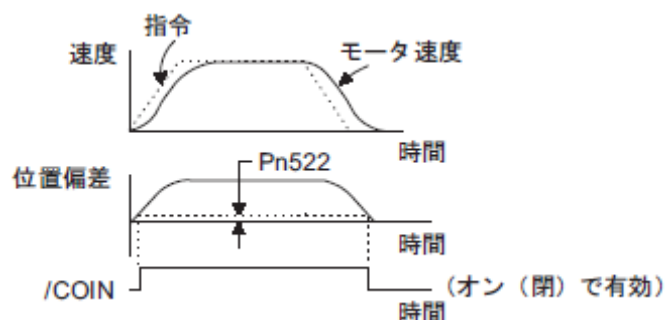 指令
速度
モータ速度
時間
Pn522
位置偏差
時間
/COIN
(オン（閉）で有効)
時間